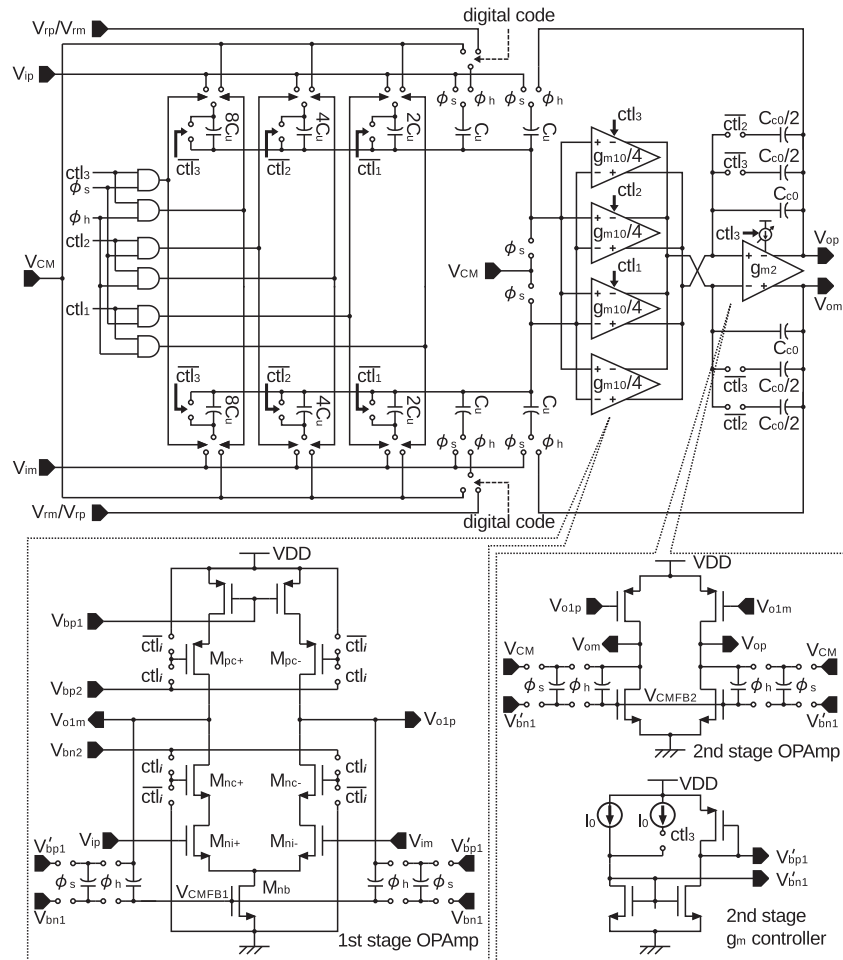 digital code
Vrp/Vrm
Vip
ϕs ϕh ϕs ϕh
8Cu 4Cu 2Cu Cu Cu
ctl3 ctl2 ctl1
ctl3
ϕs
ϕh
ctl2
VCM
ctl1
ϕs
VCM
ϕs
ctl3
gm10/4
ctl2
gm10/4
ctl1
gm10/4
gm10/4
ctl2 Cc0/2
ctl3 Cc0/2
Cc0
ctl3
gm2
Vop
Vom
Cc0
ctl3 Cc0/2
ctl2 Cc0/2
ctl3 ctl2 ctl1
8Cu 4Cu 2Cu Cu Cu
ϕs ϕh ϕs ϕh
Vim
Vrm/Vrp
digital code
VDD
Vbp1
ctli ctli
Mpc+ Mpc-
ctli ctli
Vbp2
Vo1m Vo1p
Vbn2
ctli ctli
Mnc+ Mnc-
ctli ctli
Vip Mni+ Mni- Vim
V'bp1 V'bp1
ϕs ϕh VCMFB1 Mnb ϕh ϕs
Vbn1 Vbn1
1st stage OPAmp
VDD
Vo1p Vo1m
Vom Vop
VCM VCM
ϕs ϕh VCMFB2 ϕh ϕs
V'bn1 V'bn1
2nd stage OPAmp
VDD
I0 I0
ctl3
V'bp1
V'bn1
2nd stage
gm controller